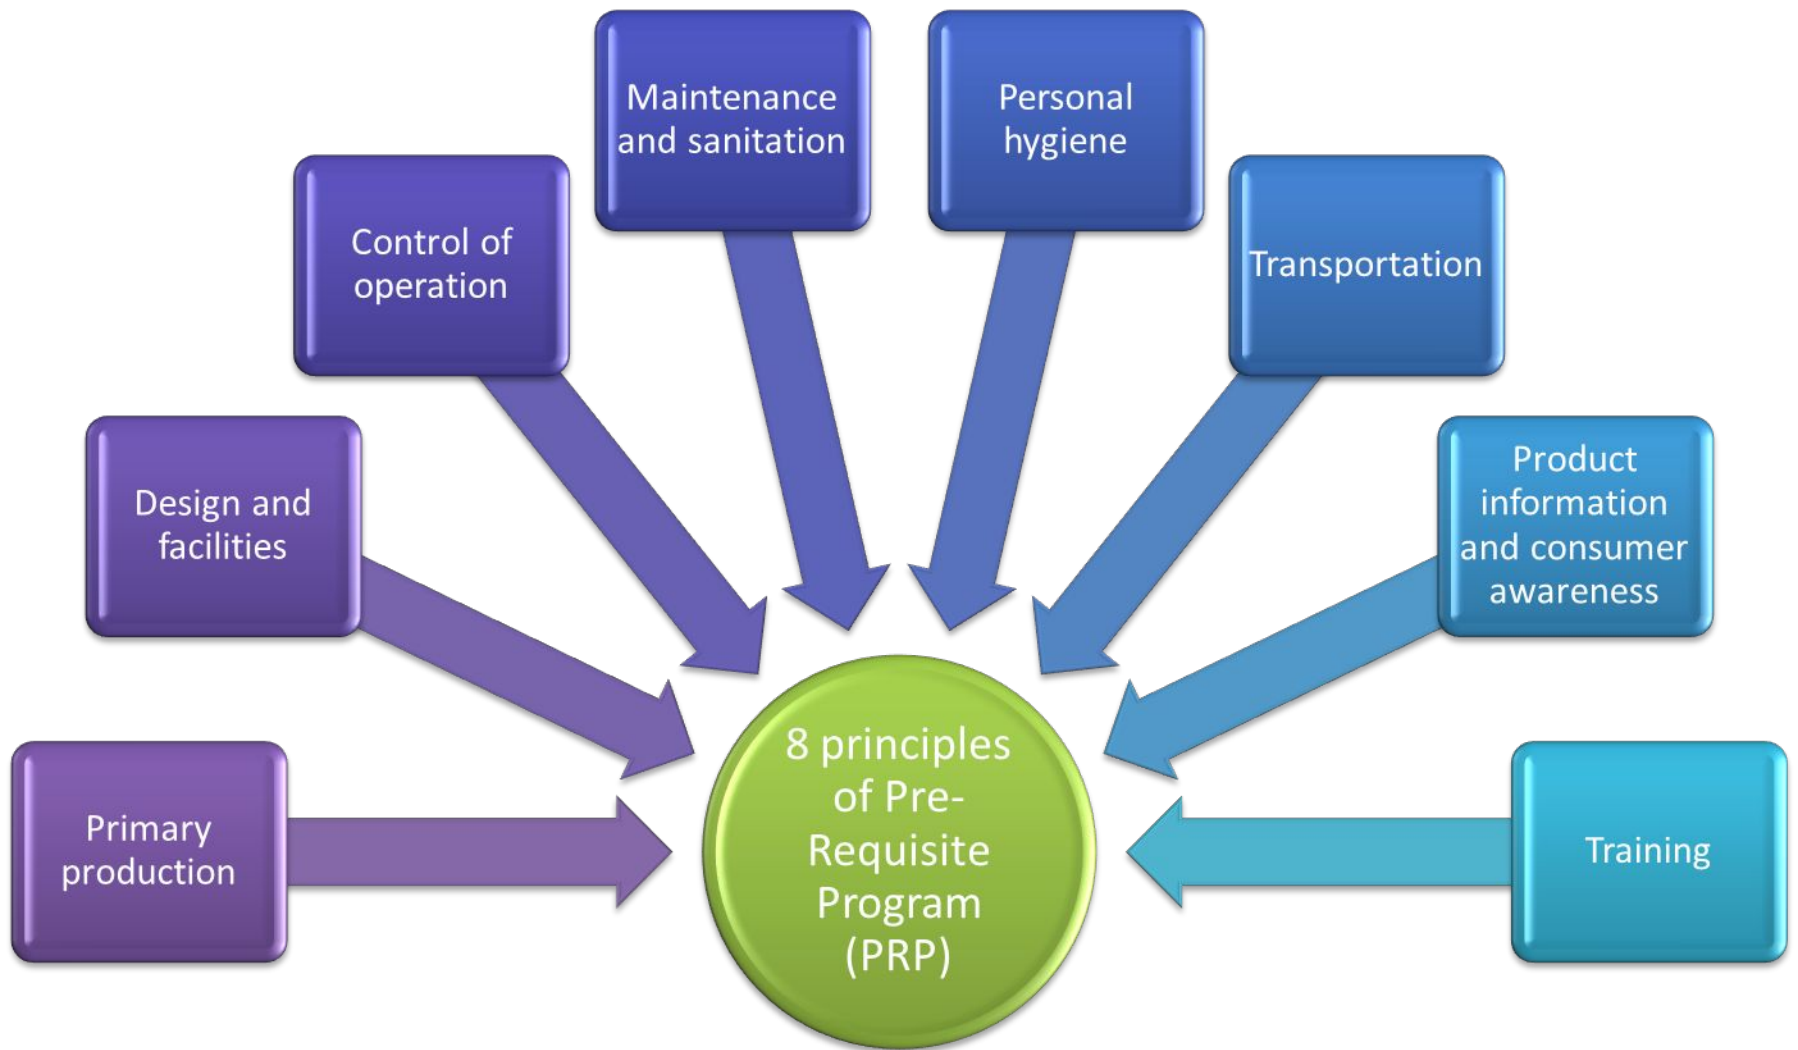 Maintenance
and sanitation
Personal
hygiene
Control of
operation
Transportation
Design and
facilities
Product
information
and consumer
awareness
Primary
production
8 principles
of Pre-
Requisite
Program
(PRP)
Training